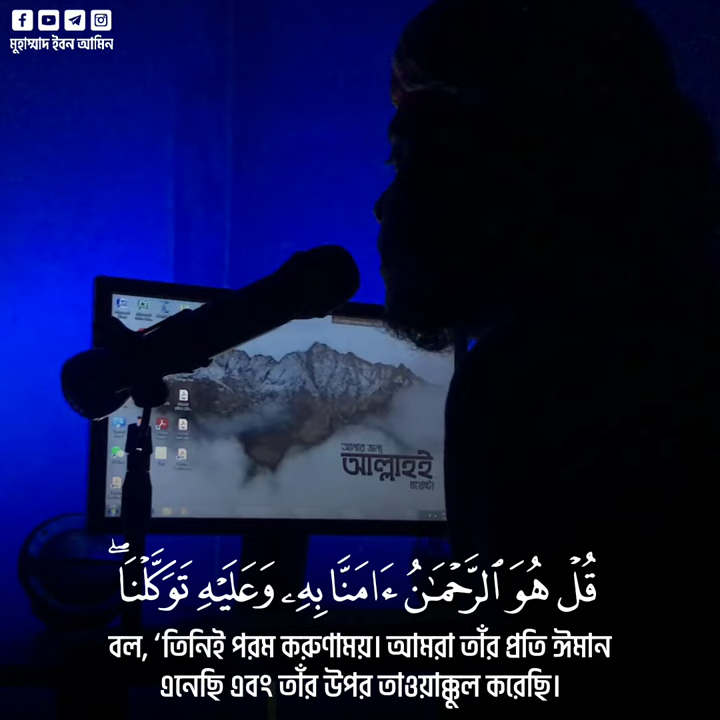 মুহাম্মাদ ইবন আমিন
আমার জন্য
আল্লাহই
যথেষ্ট
قُلۡ هُوَ ٱلرَّحۡمَـٰنُ ءَامَنَّا بِهِۦ وَعَلَيۡهِ تَوَكَّلۡنَاۖ
বল, ‘তিনিই পরম করুণাময়। আমরা তাঁর প্রতি ঈমান
এনেছি এবং তাঁর উপর তাওয়াক্কুল করেছি।